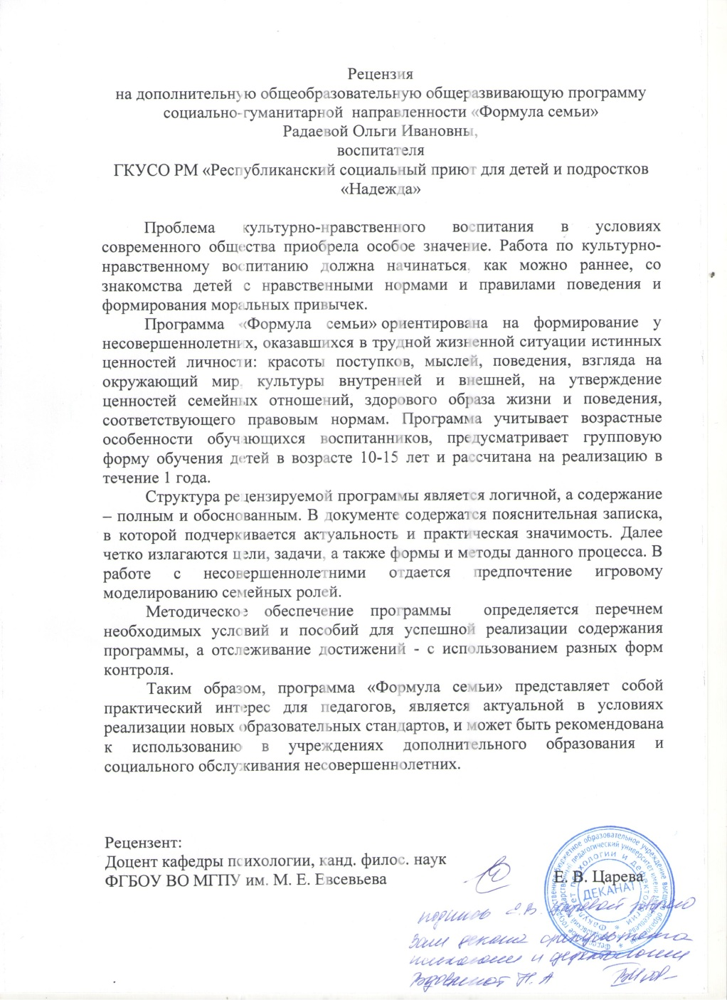 Рецензия
на дополнительную общеобразовательную общеразвивающую программу
социально-гуманитарной направленности «Формула семьи»
Радаевой Ольги Ивановны,
воспитателя
ГКУСО РМ «Республиканский социальный приют для детей и подростков
«Надежда»
Проблема культурно-нравственного воспитания в условиях
современного общества приобрела особое значение. Работа по культурно-
нравственному воспитанию должна начинаться, как можно раннее, со
знакомства детей с нравственными нормами и правилами поведения и
формирования моральных привычек.
Программа «Формула семьи» ориентирована на формирование у
несовершеннолетних, оказавшихся в трудной жизненной ситуации истинных
ценностей личности: красоты поступков, мыслей, поведения, взгляда на
окружающий мир, культуры внутренней и внешней, на утверждение
ценностей семейных отношений, здорового образа жизни и поведения,
соответствующего правовым нормам. Программа учитывает возрастные
особенности обучающихся воспитанников, предусматривает групповую
форму обучения детей в возрасте 10-15 лет и рассчитана на реализацию в
течение 1 года.
Структура рецензируемой программы является логичной, а содержание
– полным и обоснованным. В документе содержатся пояснительная записка,
в которой подчеркивается актуальность и практическая значимость. Далее
четко излагаются цели, задачи, а также формы и методы данного процесса. В
работе с несовершеннолетними отдается предпочтение игровому
моделированию семейных ролей.
Методическое обеспечение программы определяется перечнем
необходимых условий и пособий для успешной реализации содержания
программы, а отслеживание достижений - с использованием разных форм
контроля.
Таким образом, программа «Формула семьи» представляет собой
практический интерес для педагогов, является актуальной в условиях
реализации новых образовательных стандартов, и может быть рекомендована
к использованию в учреждениях дополнительного образования и
социального обслуживания несовершеннолетних.
Рецензент:
Доцент кафедры психологии, канд. филос. наук
ФГБОУ ВО МГПУ им. М. Е. Евсевьева Е. В. Царева
ДЕКАНАТ
Факультет психологии и дефектологии
подпись Е.В. Царевой
Зам декана факультета
психологии и дефектологии
Н. А